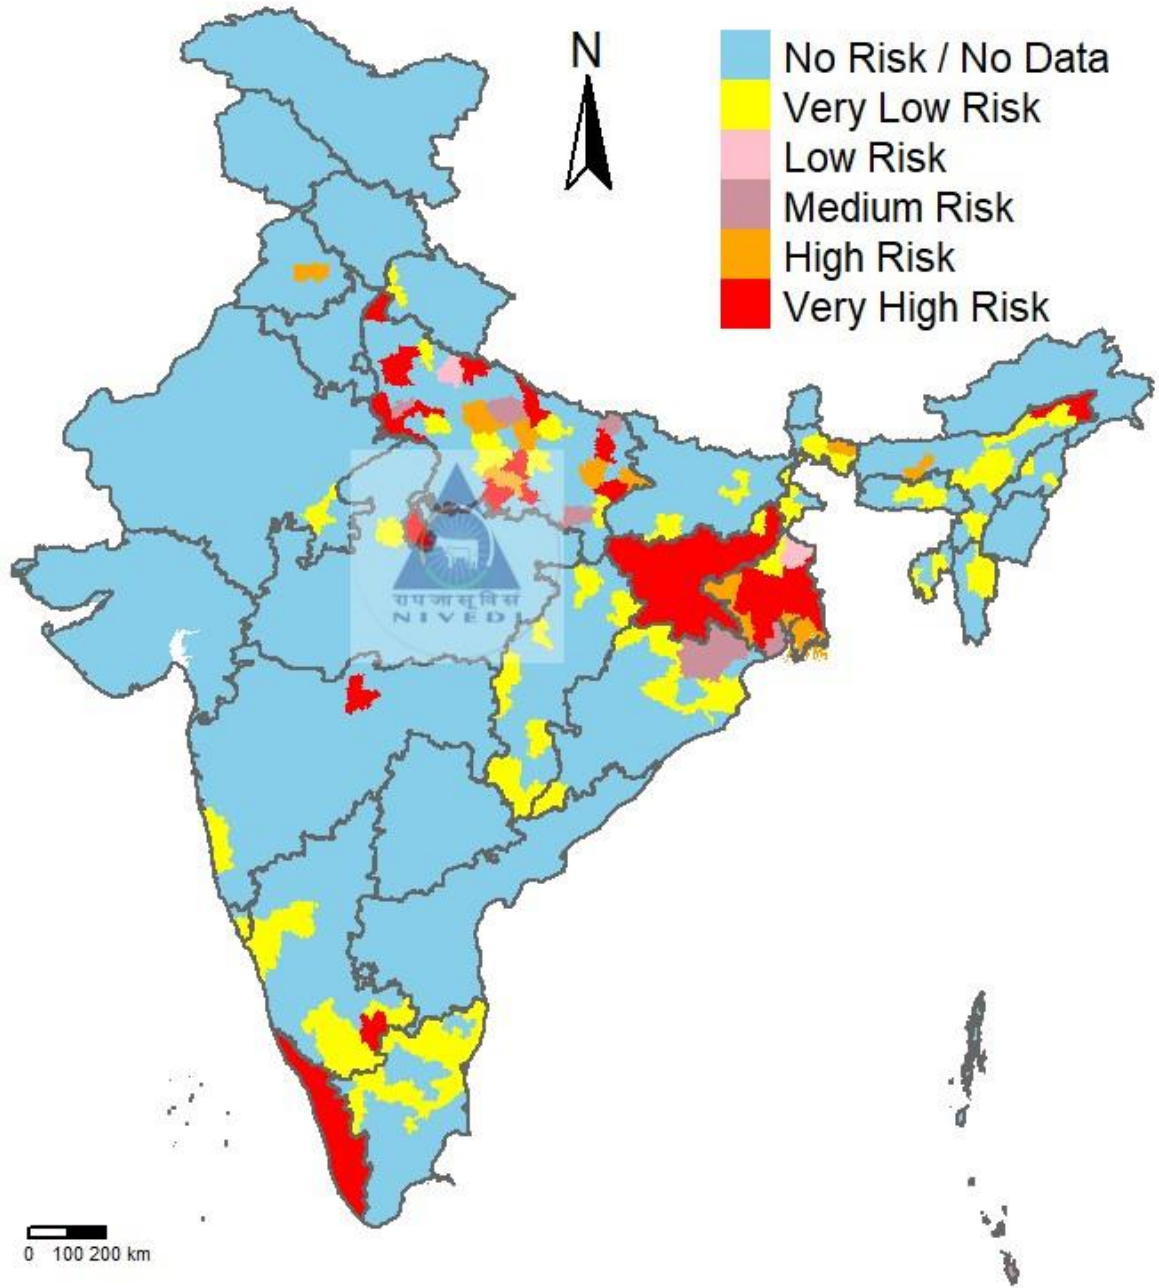 N
No Risk / No Data
Very Low Risk
Low Risk
Medium Risk
High Risk
Very High Risk
NIVEDI
0 100 200 km